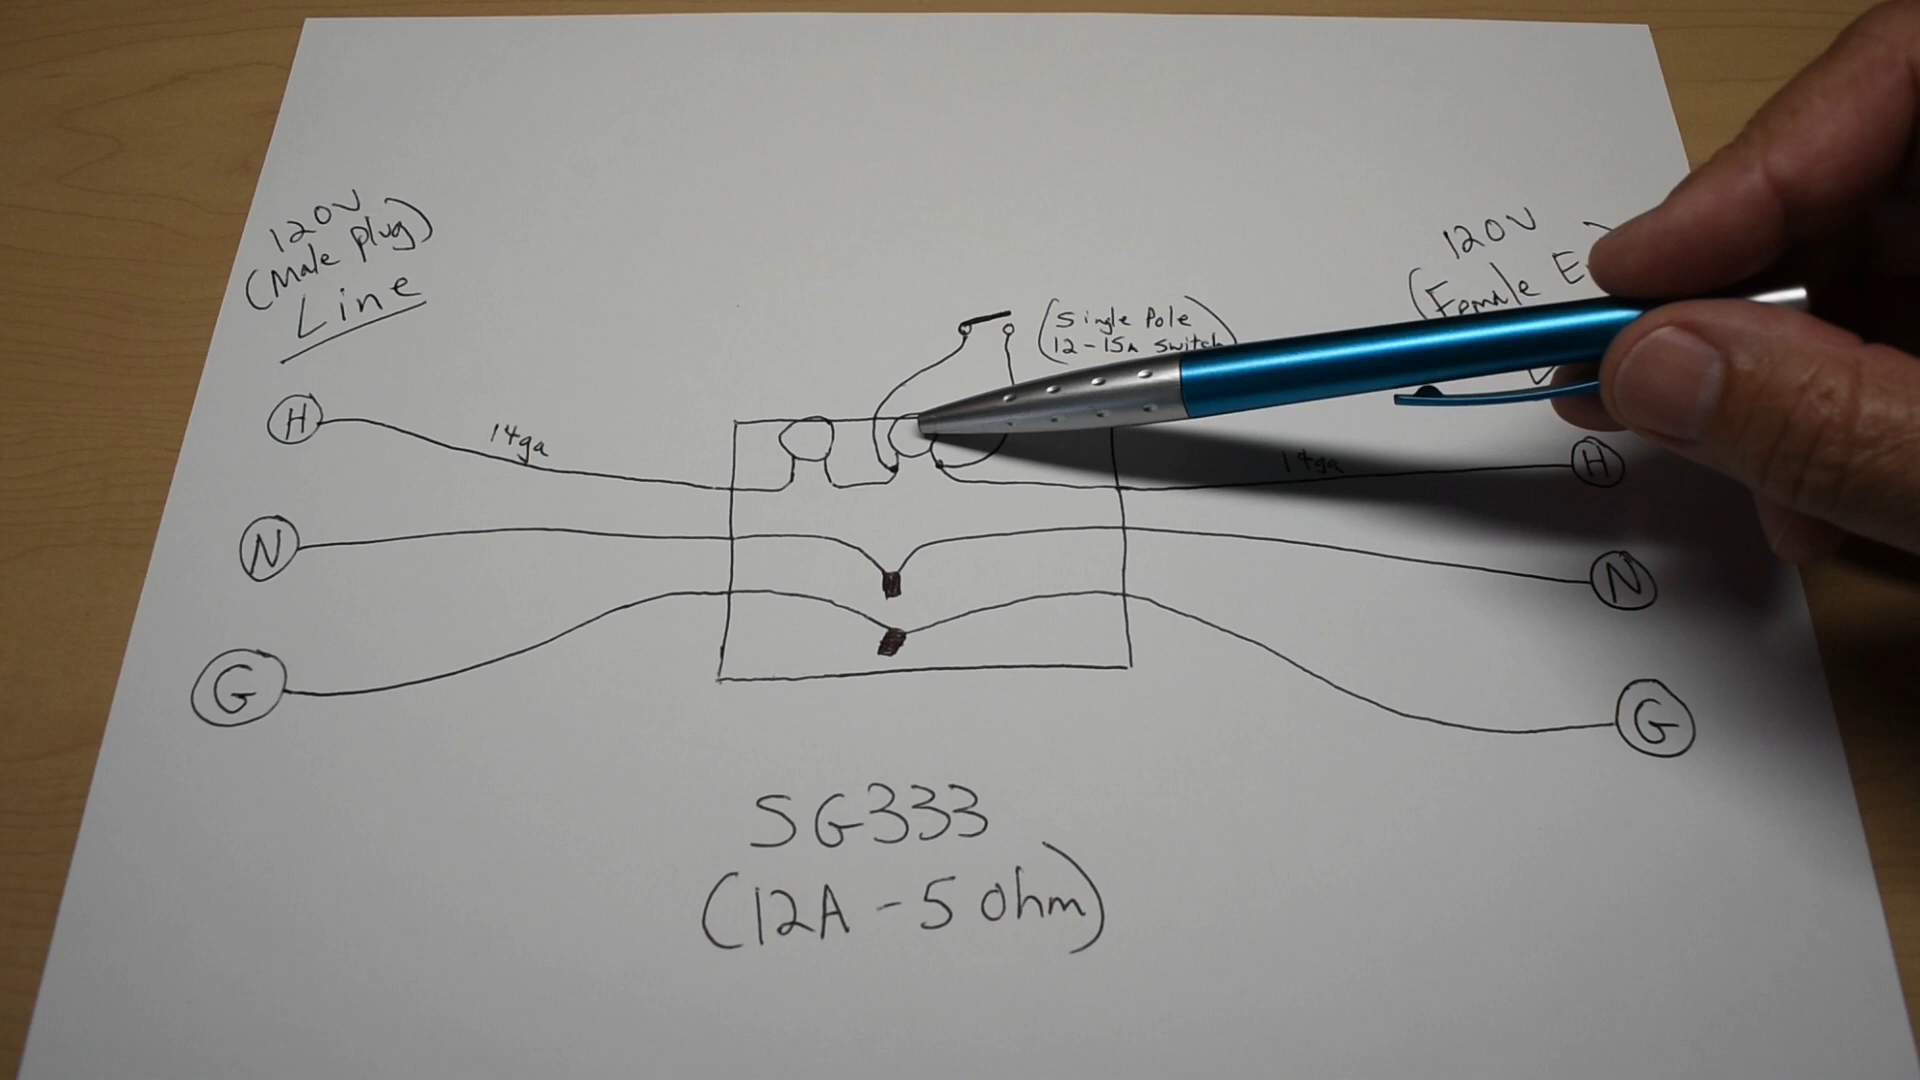 120V
(Male plug)
Line
120V
(Female
(Single Pole
12-15A Switch)
H
14ga
14ga
H
N
N
G
G
SG333
(12A - 5 Ohm)